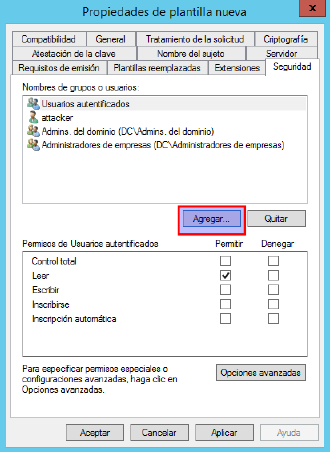 Propiedades de plantilla nueva
x
Compatibilidad General Tratamiento de la solicitud Criptografía
Atestación de la clave Nombre del sujeto Servidor
Requisitos de emisión Plantillas reemplazadas Extensiones Seguridad
Nombres de grupos o usuarios:
Usuarios autentificados
attacker
Admins. del dominio (DC\Admins. del dominio)
Administradores de empresas (DC\Administradores de empresas)
Agregar... Quitar
Permisos de Usuarios autentificados Permitir Denegar
Control total
Leer
Escribir
Inscribirse
Inscripción automática
Para especificar permisos especiales o
configuraciones avanzadas, haga clic en
Opciones avanzadas.
Opciones avanzadas
Aceptar Cancelar Aplicar Ayuda